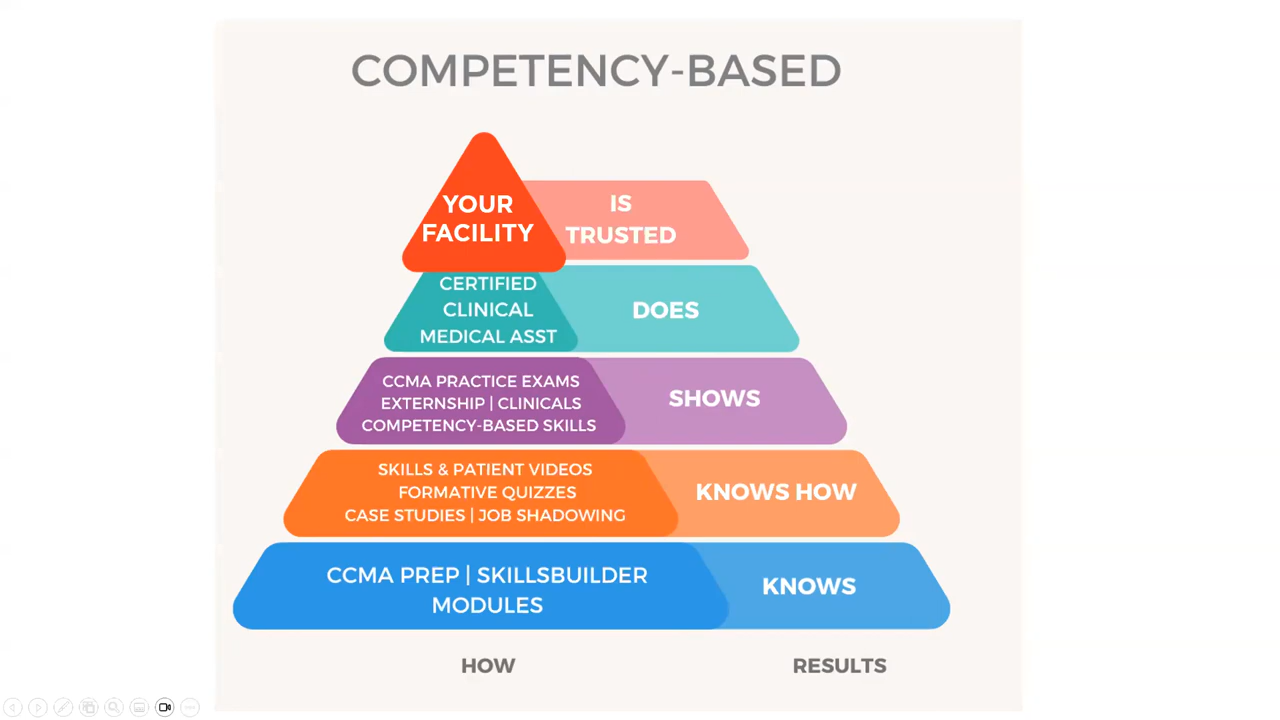 COMPETENCY-BASED
YOUR
FACILITY
IS
TRUSTED
CERTIFIED
CLINICAL
MEDICAL ASST
DOES
CCMA PRACTICE EXAMS
EXTERNSHIP | CLINICALS
COMPETENCY-BASED SKILLS
SHOWS
SKILLS & PATIENT VIDEOS
FORMATIVE QUIZZES
CASE STUDIES | JOB SHADOWING
KNOWS HOW
CCMA PREP | SKILLSBUILDER
MODULES
KNOWS
HOW
RESULTS